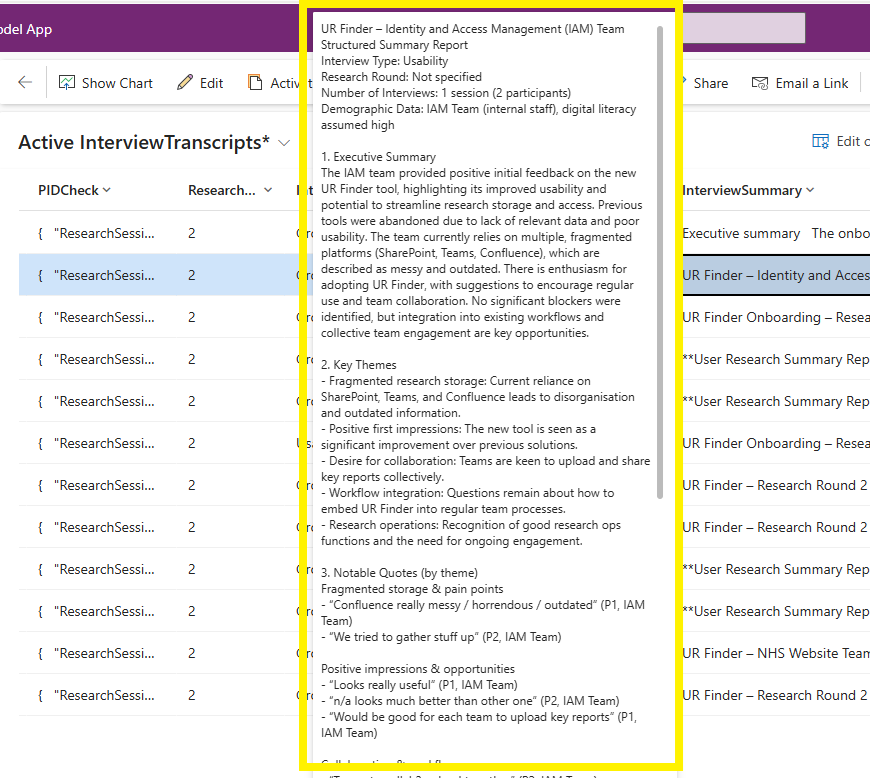 odel App
Show Chart
Edit
Share
Email a Link
Active InterviewTranscripts*
Edit
PIDCheck
Research...
InterviewSummary
{ "ResearchSessi...
2
Executive summary The onbo
{ "ResearchSessi...
2
UR Finder – Identity and Acces
{ "ResearchSessi...
2
UR Finder Onboarding – Resea
{ "ResearchSessi...
2
**User Research Summary Rep
{ "ResearchSessi...
2
**User Research Summary Rep
{ "ResearchSessi...
2
UR Finder Onboarding – Resea
{ "ResearchSessi...
2
UR Finder – Research Round 2
{ "ResearchSessi...
2
UR Finder – Research Round 2
{ "ResearchSessi...
2
**User Research Summary Rep
{ "ResearchSessi...
2
**User Research Summary Rep
{ "ResearchSessi...
2
UR Finder – NHS Website Team
{ "ResearchSessi...
2
UR Finder – Research Round 2
UR Finder – Identity and Access Management (IAM) Team
Structured Summary Report
Interview Type: Usability
Research Round: Not specified
Number of Interviews: 1 session (2 participants)
Demographic Data: IAM Team (internal staff), digital literacy
assumed high
1. Executive Summary
The IAM team provided positive initial feedback on the new
UR Finder tool, highlighting its improved usability and
potential to streamline research storage and access. Previous
tools were abandoned due to lack of relevant data and poor
usability. The team currently relies on multiple, fragmented
platforms (SharePoint, Teams, Confluence), which are
described as messy and outdated. There is enthusiasm for
adopting UR Finder, with suggestions to encourage regular
use and team collaboration. No significant blockers were
identified, but integration into existing workflows and
collective team engagement are key opportunities.
2. Key Themes
- Fragmented research storage: Current reliance on
SharePoint, Teams, and Confluence leads to disorganisation
and outdated information.
- Positive first impressions: The new tool is seen as a
significant improvement over previous solutions.
- Desire for collaboration: Teams are keen to upload and share
key reports collectively.
- Workflow integration: Questions remain about how to
embed UR Finder into regular team processes.
- Research operations: Recognition of good research ops
functions and the need for ongoing engagement.
3. Notable Quotes (by theme)
Fragmented storage & pain points
- “Confluence really messy / horrendous / outdated” (P1, IAM
Team)
- “We tried to gather stuff up” (P2, IAM Team)
Positive impressions & opportunities
- “Looks really useful” (P1, IAM Team)
- “n/a looks much better than other one” (P2, IAM Team)
- “Would be good for each team to upload key reports” (P1,
IAM Team)